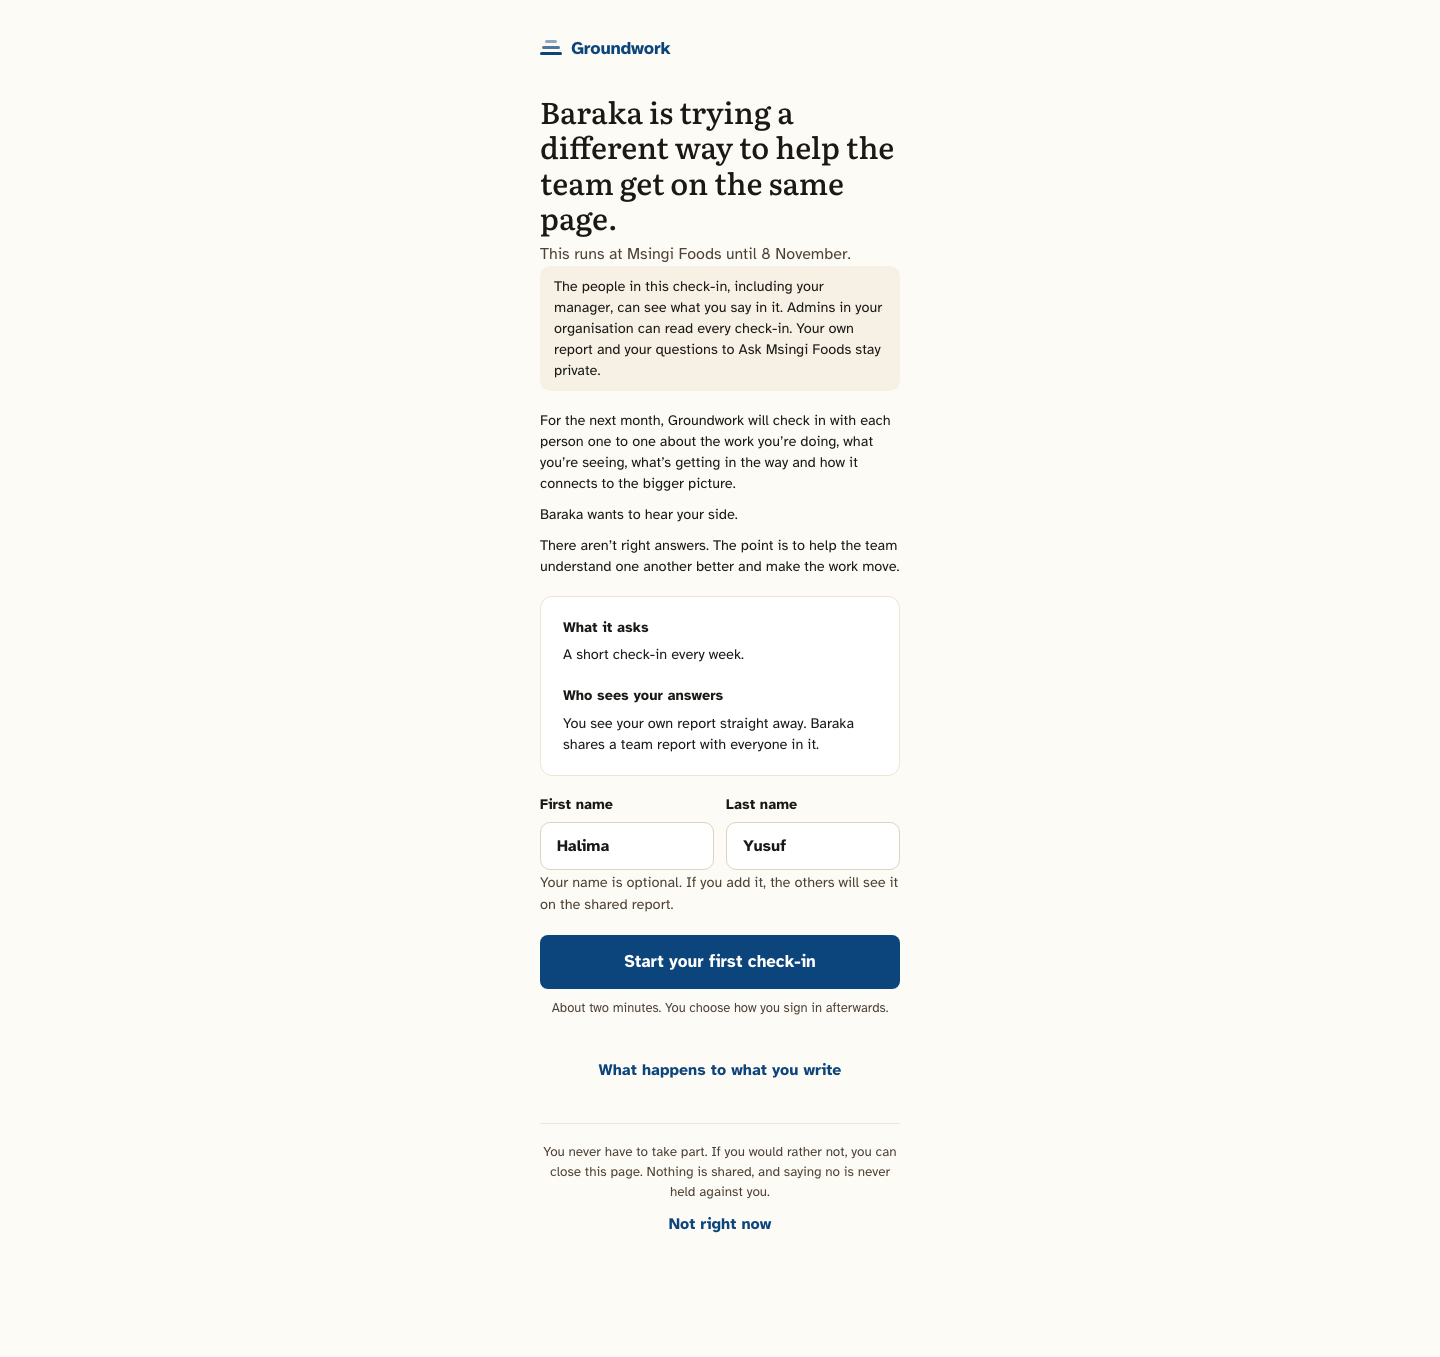 Groundwork
Baraka is trying a
different way to help the
team get on the same
page.
This runs at Msingi Foods until 8 November.
The people in this check-in, including your
manager, can see what you say in it. Admins in your
organisation can read every check-in. Your own
report and your questions to Ask Msingi Foods stay
private.
For the next month, Groundwork will check in with each
person one to one about the work you’re doing, what
you’re seeing, what’s getting in the way and how it
connects to the bigger picture.
Baraka wants to hear your side.
There aren’t right answers. The point is to help the team
understand one another better and make the work move.
What it asks
A short check-in every week.
Who sees your answers
You see your own report straight away. Baraka
shares a team report with everyone in it.
First name Last name
Halima Yusuf
Your name is optional. If you add it, the others will see it
on the shared report.
Start your first check-in
About two minutes. You choose how you sign in afterwards.
What happens to what you write
You never have to take part. If you would rather not, you can
close this page. Nothing is shared, and saying no is never
held against you.
Not right now